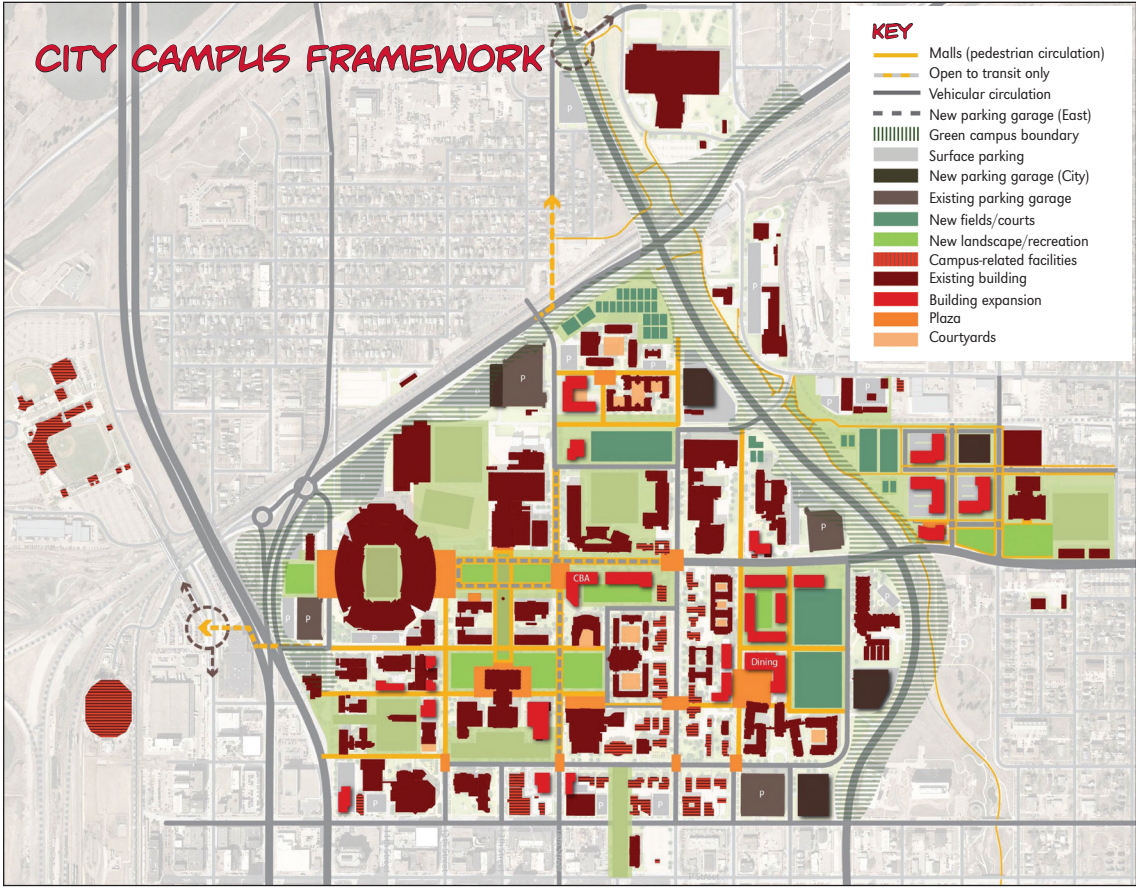 CITY CAMPUS FRAMEWORK
KEY
Malls (pedestrian circulation)
Open to transit only
Vehicular circulation
New parking garage (East)
Green campus boundary
Surface parking
New parking garage (City)
Existing parking garage
New fields/courts
New landscape/recreation
Campus-related facilities
Existing building
Building expansion
Plaza
Courtyards
P
P
P
P
P
P
P
P
CBA
P
P
P
P
Dining
P
P
P
P